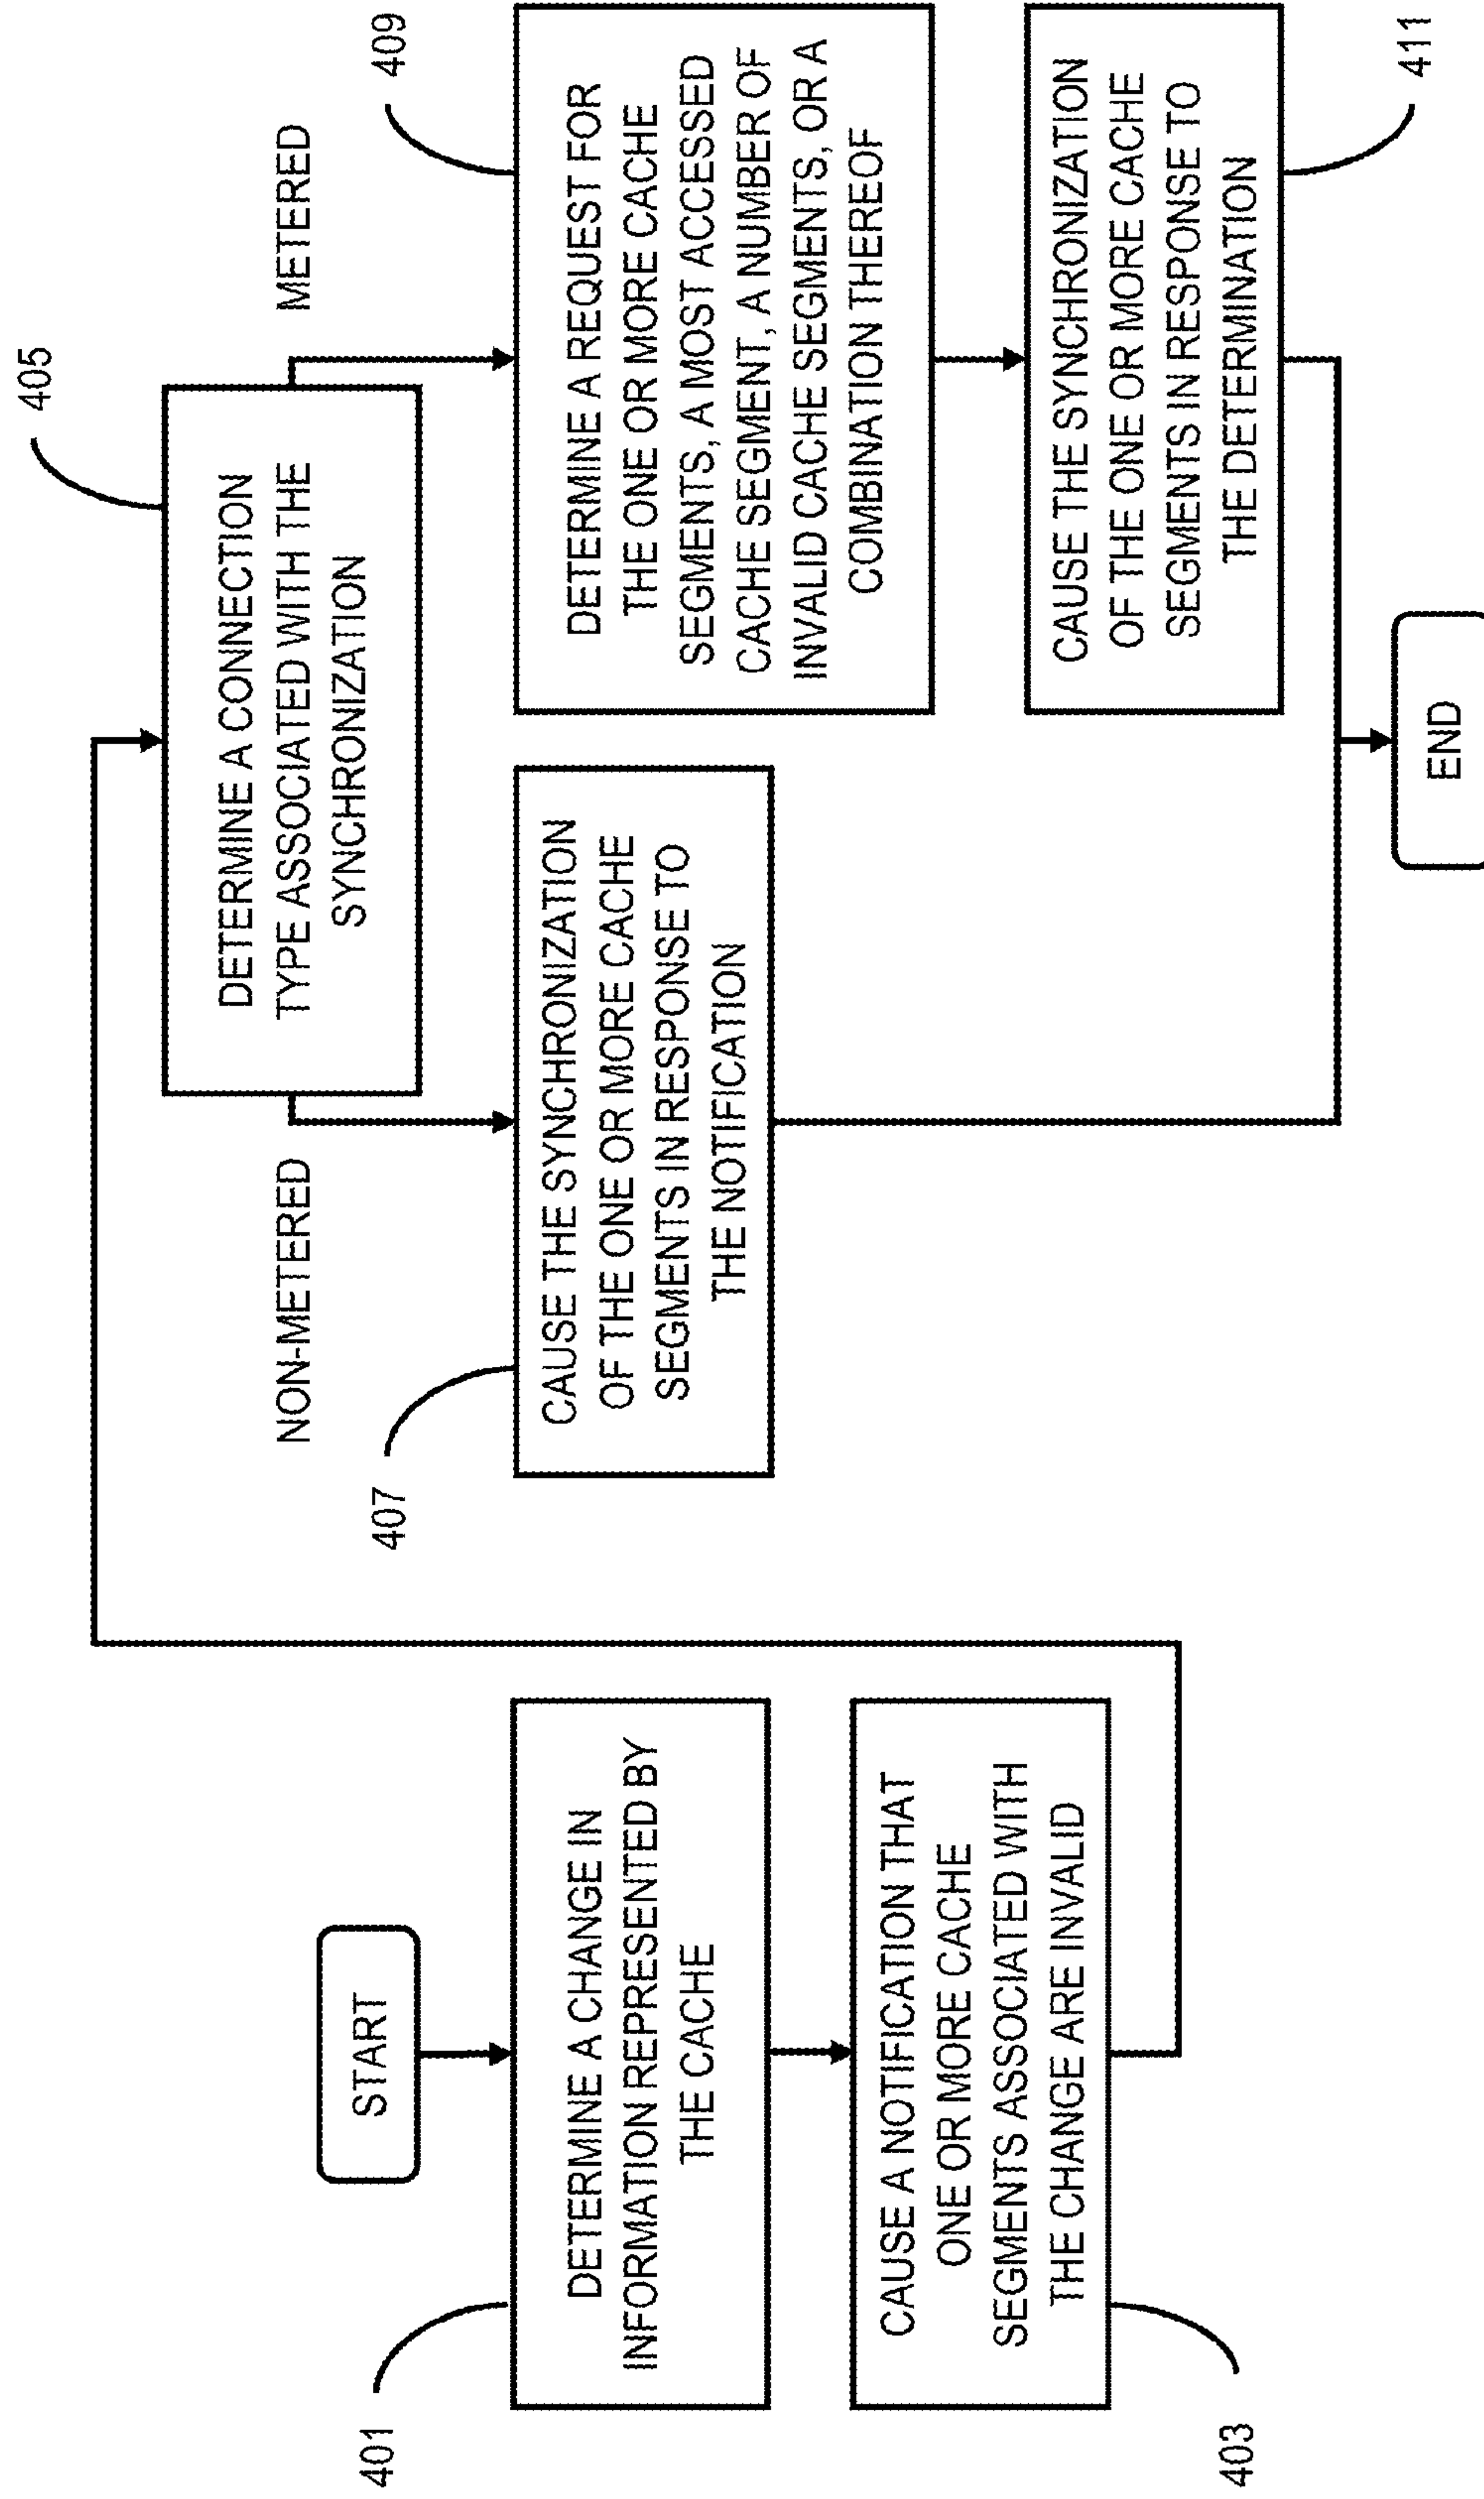 START
401
DETERMINE A CHANGE IN
INFORMATION REPRESENTED BY
THE CACHE
CAUSE A NOTIFICATION THAT
ONE OR MORE CACHE
SEGMENTS ASSOCIATED WITH
THE CHANGE ARE INVALID
403
405
DETERMINE A CONNECTION
TYPE ASSOCIATED WITH THE
SYNCHRONIZATION
NON-METERED
METERED
407
CAUSE THE SYNCHRONIZATION
OF THE ONE OR MORE CACHE
SEGMENTS IN RESPONSE TO
THE NOTIFICATION
409
DETERMINE A REQUEST FOR
THE ONE OR MORE CACHE
SEGMENTS, A MOST ACCESSED
CACHE SEGMENT, A NUMBER OF
INVALID CACHE SEGMENTS, OR A
COMBINATION THEREOF
CAUSE THE SYNCHRONIZATION
OF THE ONE OR MORE CACHE
SEGMENTS IN RESPONSE TO
THE DETERMINATION
411
END